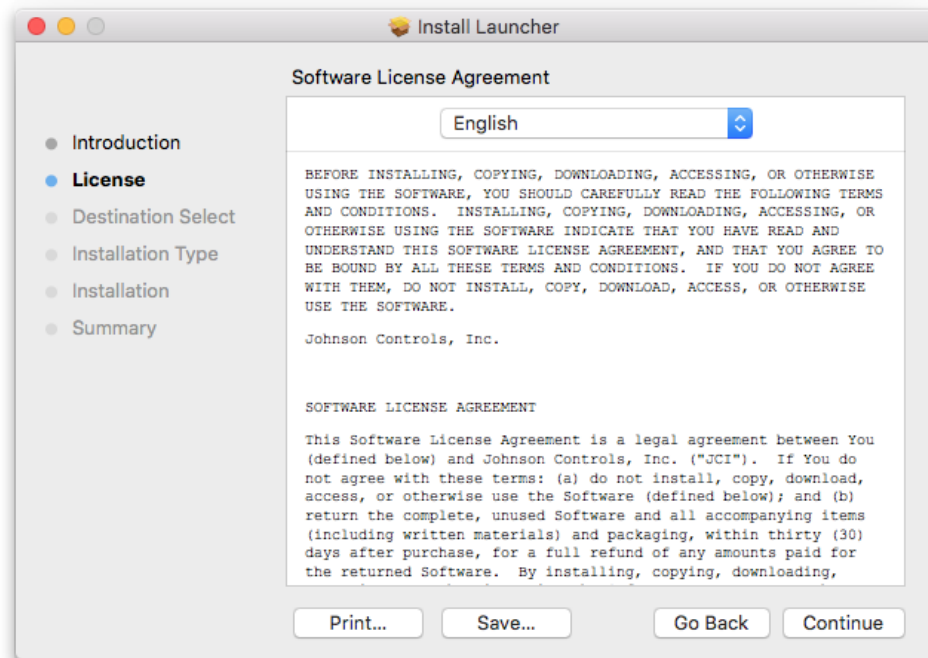 Install Launcher
Software License Agreement
Introduction
License
Destination Select
Installation Type
Installation
Summary
English
BEFORE INSTALLING, COPYING, DOWNLOADING, ACCESSING, OR OTHERWISE
USING THE SOFTWARE, YOU SHOULD CAREFULLY READ THE FOLLOWING TERMS
AND CONDITIONS.  INSTALLING, COPYING, DOWNLOADING, ACCESSING, OR
OTHERWISE USING THE SOFTWARE INDICATE THAT YOU HAVE READ AND
UNDERSTAND THIS SOFTWARE LICENSE AGREEMENT, AND THAT YOU AGREE TO
BE BOUND BY ALL THESE TERMS AND CONDITIONS.  IF YOU DO NOT AGREE
WITH THEM, DO NOT INSTALL, COPY, DOWNLOAD, ACCESS, OR OTHERWISE
USE THE SOFTWARE.
Johnson Controls, Inc.
SOFTWARE LICENSE AGREEMENT
This Software License Agreement is a legal agreement between You
(defined below) and Johnson Controls, Inc. ("JCI").  If You do
not agree with these terms: (a) do not install, copy, download,
access, or otherwise use the Software (defined below); and (b)
return the complete, unused Software and all accompanying items
(including written materials) and packaging, within thirty (30)
days after purchase, for a full refund of any amounts paid for
the returned Software.  By installing, copying, downloading,
Print...
Save...
Go Back
Continue